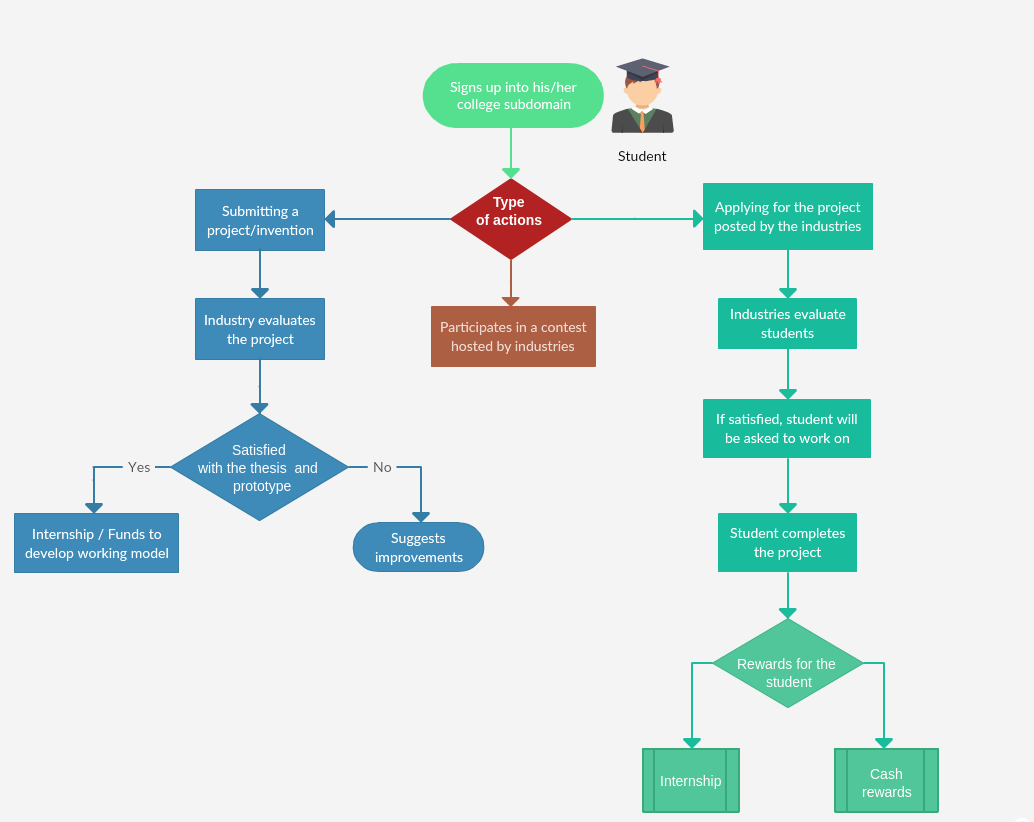 Signs up into his/her
college subdomain
Student
Type
of actions
Submitting a
project/invention
Applying for the project
posted by the industries
Industry evaluates
the project
Participates in a contest
hosted by industries
Industries evaluate
students
If satisfied, student will
be asked to work on
Satisfied
with the thesis and
prototype
Yes
No
Internship / Funds to
develop working model
Suggests
improvements
Student completes
the project
Rewards for the
student
Internship
Cash
rewards